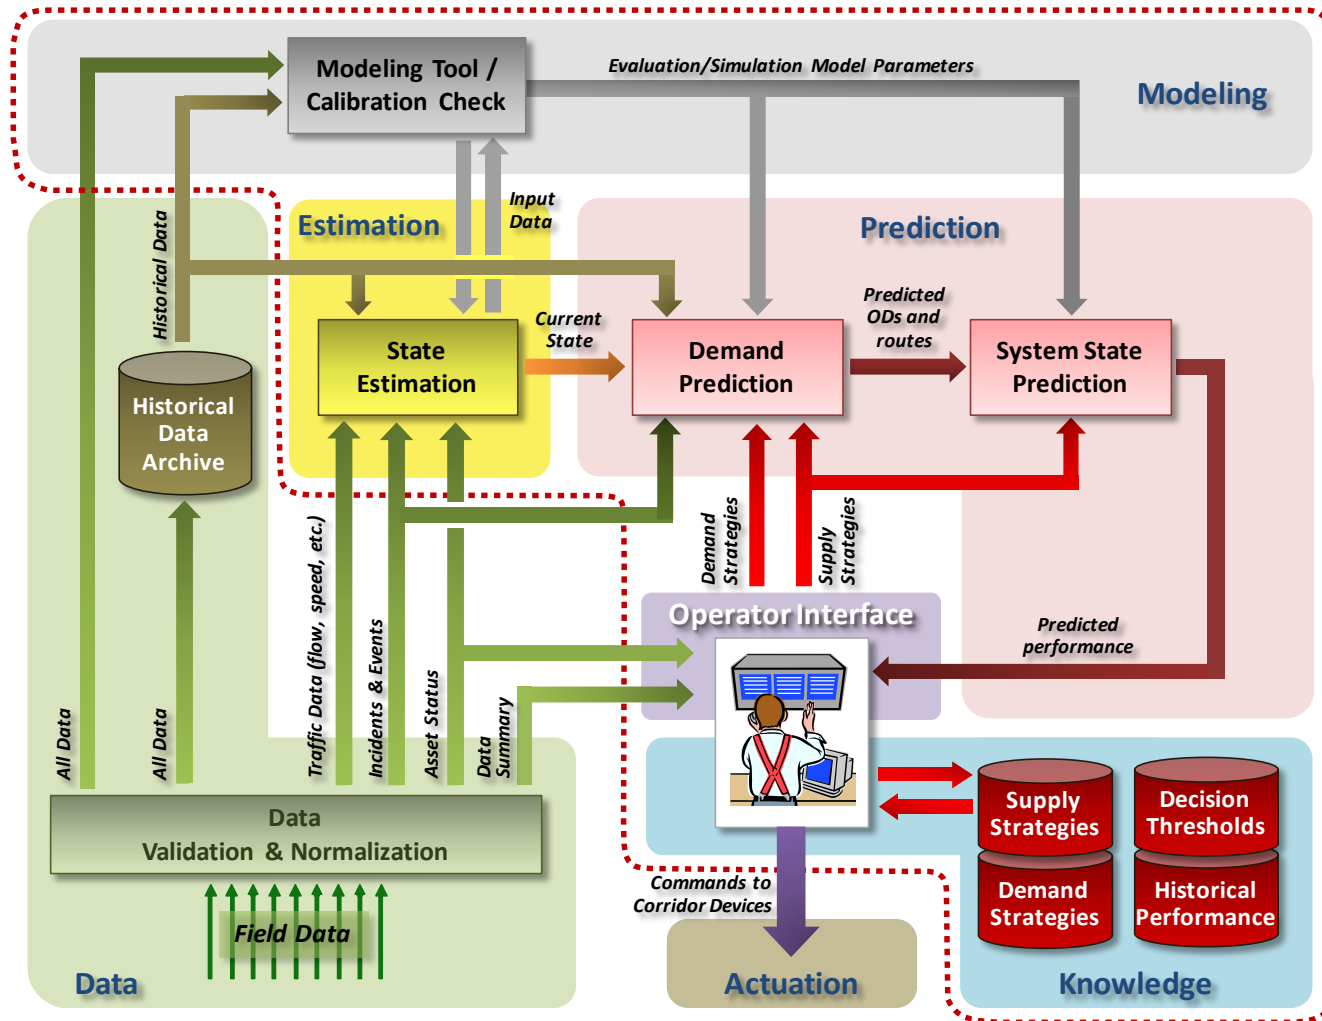 Modeling Tool /
Calibration Check
Evaluation/Simulation Model Parameters
Modeling
Input
Data
Estimation
Prediction
Historical Data
State
Estimation
Current
State
Demand
Prediction
Predicted
ODs and
routes
System State
Prediction
Historical
Data
Archive
Demand
Strategies
Supply
Strategies
Operator Interface
Predicted
performance
All Data
All Data
Traffic Data (flow, speed, etc.)
Incidents & Events
Asset Status
Data
Summary
Data
Validation & Normalization
Field Data
Data
Supply
Strategies
Decision
Thresholds
Demand
Strategies
Historical
Performance
Commands to
Corridor Devices
Actuation
Knowledge